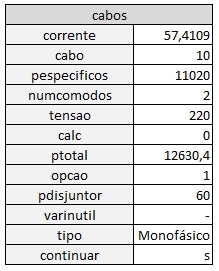 cabos
corrente 57,4109
cabo 10
pespecificos 11020
numcomodos 2
tensao 220
calc 0
ptotal 12630,4
opcao 1
pdisjuntor 60
varinutil -
tipo Monofásico
continuar s